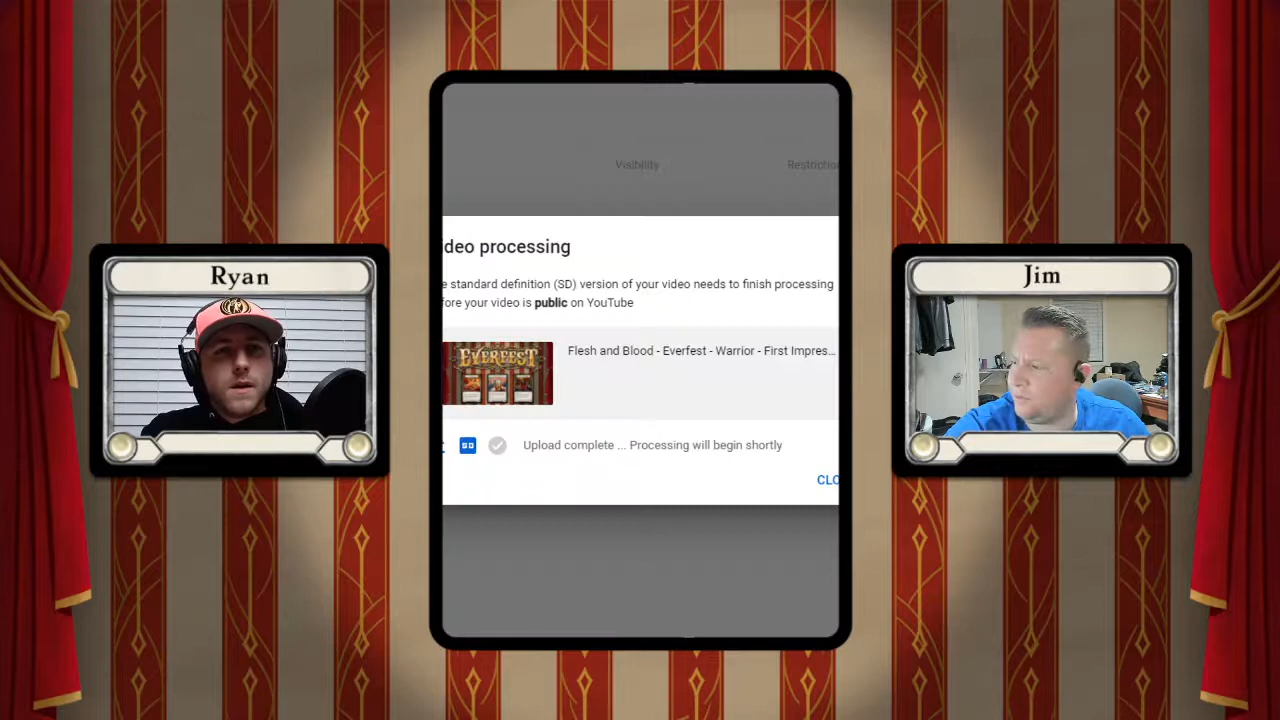 Ryan
Jim
Visibility
Restriction
deo processing
e standard definition (SD) version of your video needs to finish processing
fore your video is public on YouTube
EVERFEST
Flesh and Blood - Everfest - Warrior - First Impres...
SD
Upload complete ... Processing will begin shortly
CLO